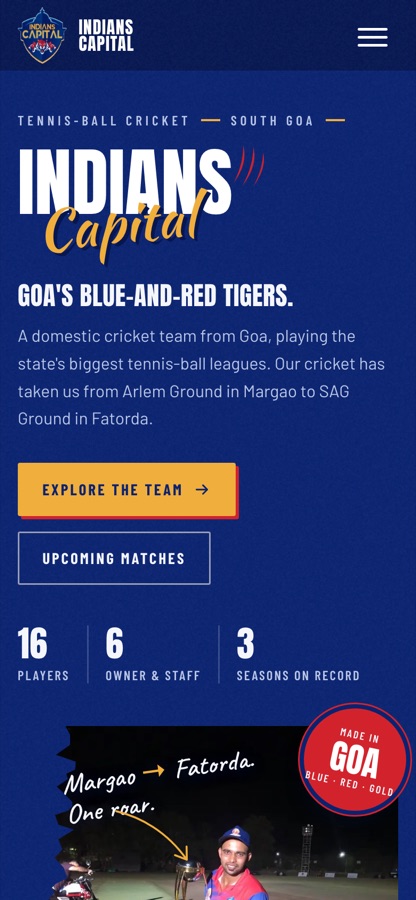 INDIANS
CAPITAL
INDIANS
CAPITAL
TENNIS-BALL CRICKET — SOUTH GOA —
INDIANS
Capital
GOA'S BLUE-AND-RED TIGERS.
A domestic cricket team from Goa, playing the
state's biggest tennis-ball leagues. Our cricket has
taken us from Arlem Ground in Margao to SAG
Ground in Fatorda.
EXPLORE THE TEAM →
UPCOMING MATCHES
16
PLAYERS
6
OWNER & STAFF
3
SEASONS ON RECORD
MADE IN
GOA
BLUE · RED · GOLD
Margao → Fatorda.
One roar.